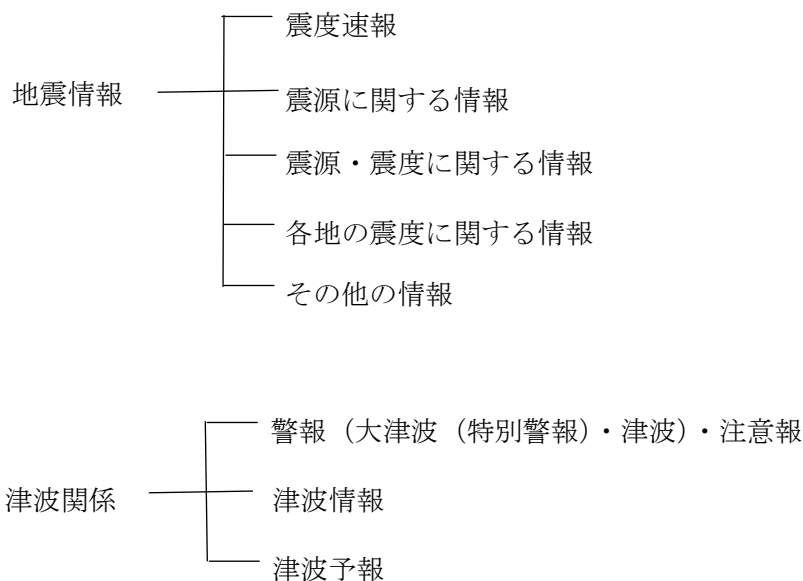 震度速報
地震情報
震源に関する情報
震源・震度に関する情報
各地の震度に関する情報
その他の情報
警報（大津波（特別警報）・津波）・注意報
津波関係
津波情報
津波予報